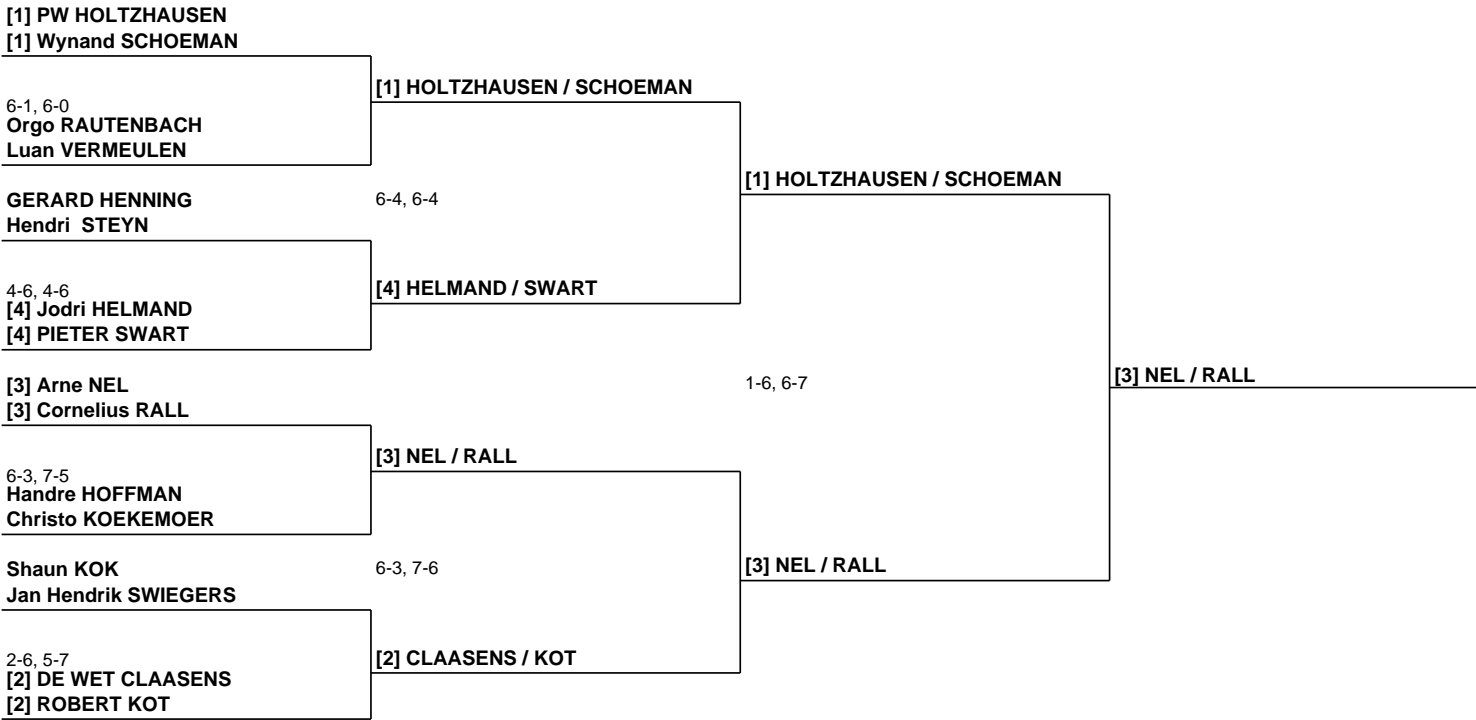 [1] PW HOLTZHAUSEN
[1] Wynand SCHOEMAN
[1] HOLTZHAUSEN / SCHOEMAN
6-1, 6-0
Orgo RAUTENBACH
Luan VERMEULEN
[1] HOLTZHAUSEN / SCHOEMAN
GERARD HENNING
6-4, 6-4
Hendri STEYN
[4] HELMAND / SWART
4-6, 4-6
[4] Jodri HELMAND
[4] PIETER SWART
[3] NEL / RALL
[3] Arne NEL
1-6, 6-7
[3] Cornelius RALL
[3] NEL / RALL
6-3, 7-5
Handre HOFFMAN
Christo KOEKEMOER
[3] NEL / RALL
Shaun KOK
6-3, 7-6
Jan Hendrik SWIEGERS
[2] CLAASENS / KOT
2-6, 5-7
[2] DE WET CLAASENS
[2] ROBERT KOT